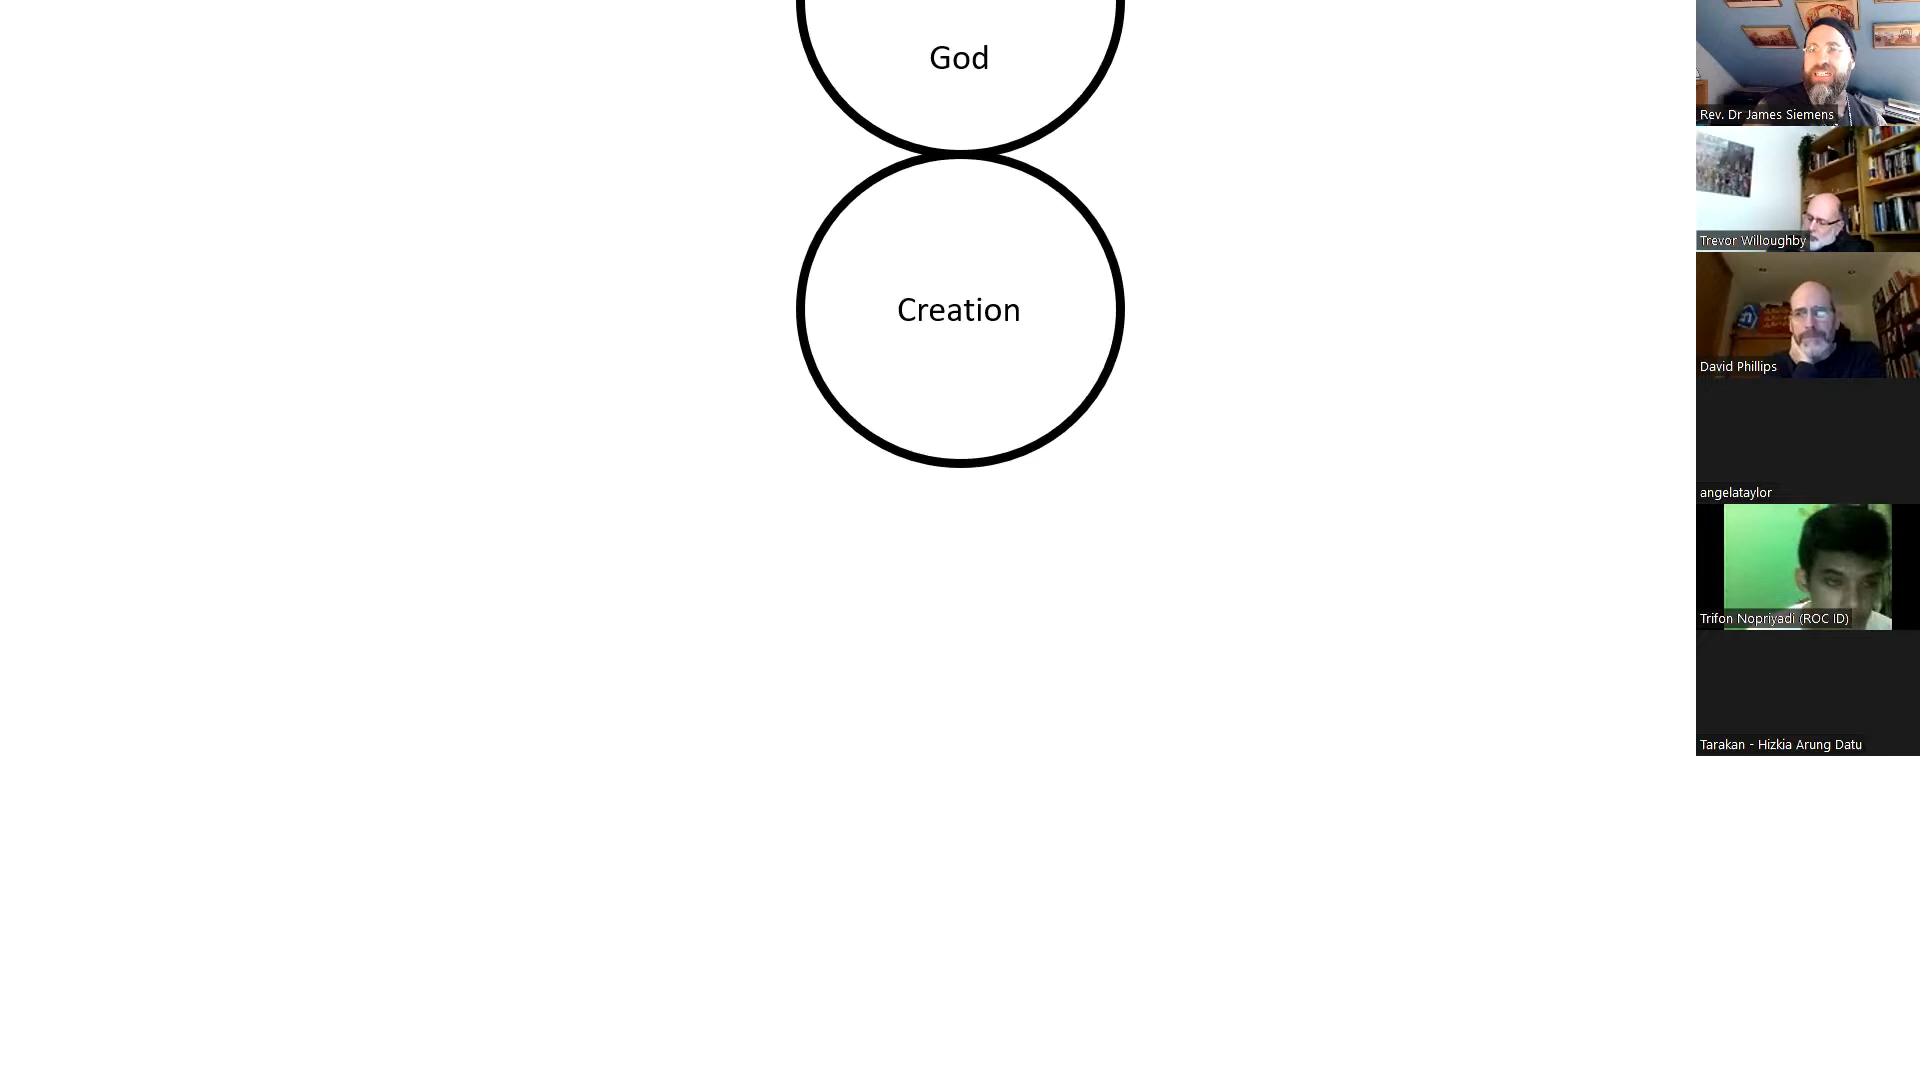 God
Creation
Rev. Dr James Siemens
Trevor Willoughby
David Phillips
angelataylor
Trifon Nopriyadi (ROC ID)
Tarakan - Hizkia Arung Datu